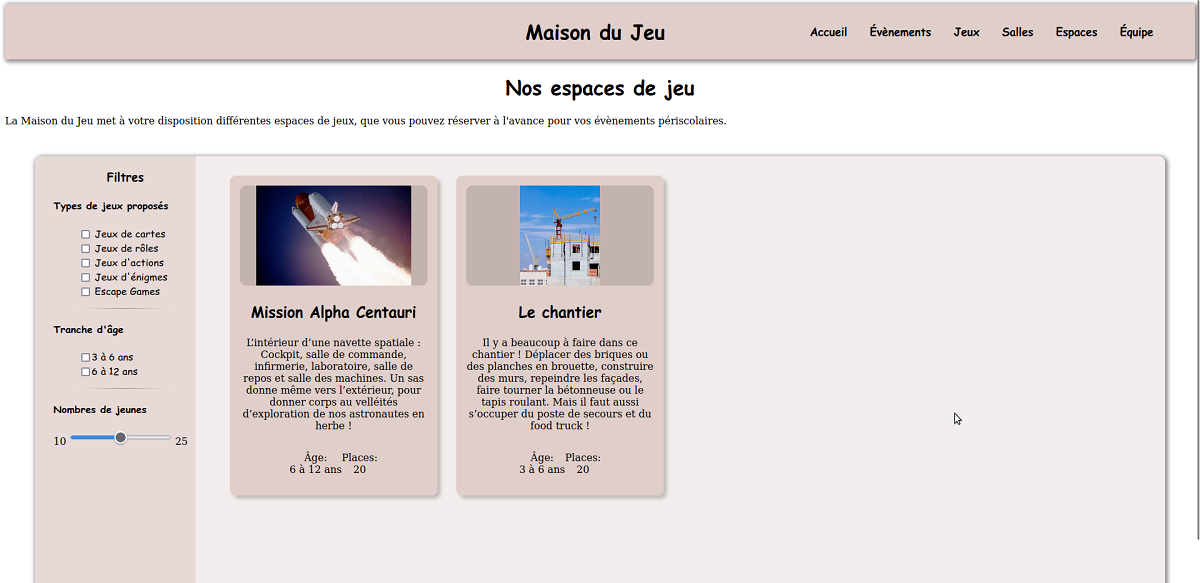 Maison du Jeu
Accueil Évènements Jeux Salles Espaces Équipe
Nos espaces de jeu
La Maison du Jeu met à votre disposition différentes espaces de jeux, que vous pouvez réserver à l'avance pour vos évènements périscolaires.
Filtres
Types de jeux proposés
Jeux de cartes
Jeux de rôles
Jeux d'actions
Jeux d'énigmes
Escape Games
Tranche d'âge
3 à 6 ans
6 à 12 ans
Nombres de jeunes
10 25
Mission Alpha Centauri
L’intérieur d’une navette spatiale :
Cockpit, salle de commande,
infirmerie, laboratoire, salle de
repos et salle des machines. Un sas
donne même vers l’extérieur, pour
donner corps au velléités
d’exploration de nos astronautes en
herbe !
Âge: Places:
6 à 12 ans 20
Le chantier
Il y a beaucoup à faire dans ce
chantier ! Déplacer des briques ou
des planches en brouette, construire
des murs, repeindre les façades,
faire tourner la bétonneuse ou le
tapis roulant. Mais il faut aussi
s’occuper du poste de secours et du
food truck !
Âge: Places:
3 à 6 ans 20